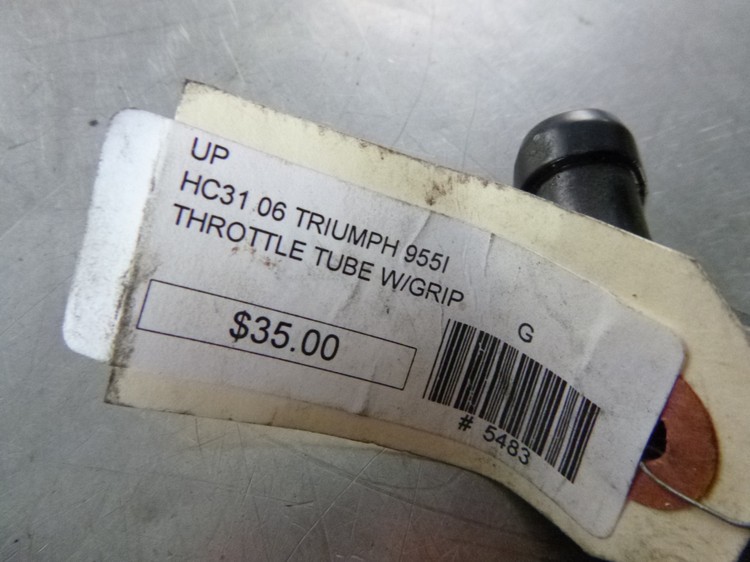 UP
HC31 06 TRIUMPH 955I
THROTTLE TUBE W/GRIP
G
$35.00
# 5483